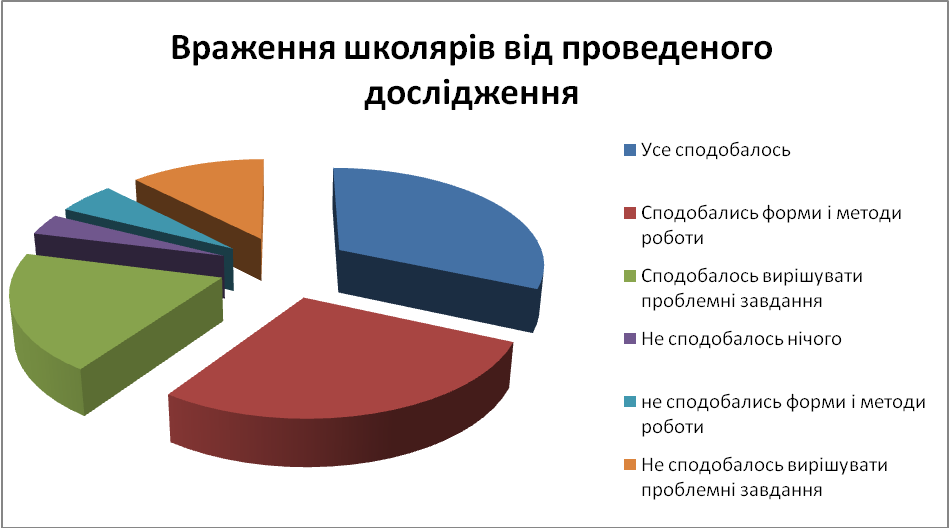 Враження школярів від проведеного
дослідження
Усе сподобалось
Сподобались форми і методи
роботи
Сподобалось вирішувати
проблемні завдання
Не сподобалось нічого
не сподобались форми і методи
роботи
Не сподобалось вирішувати
проблемні завдання